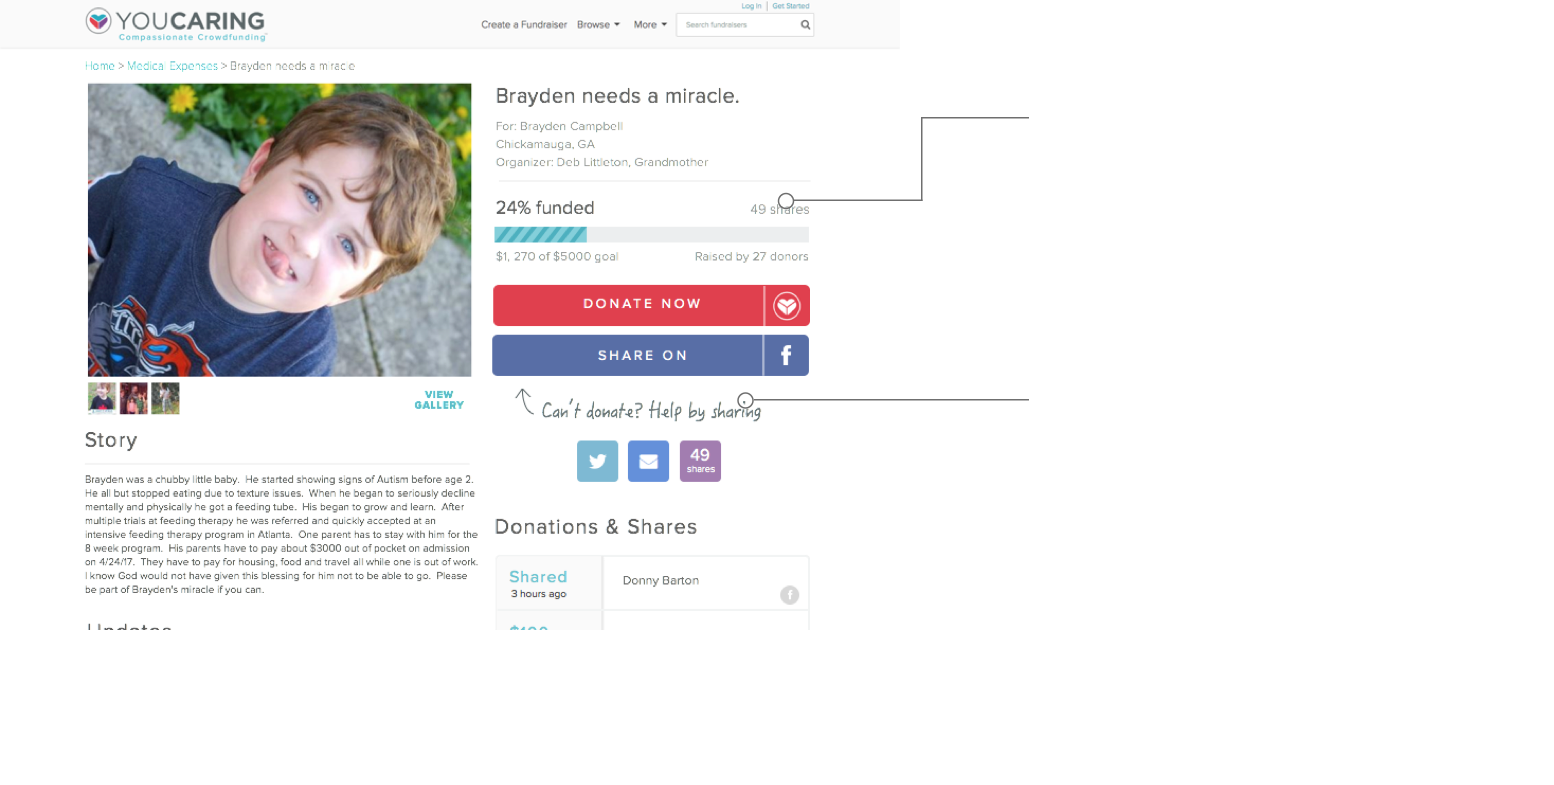 Log In | Get Started
YOUCARING
Compassionate Crowdfunding
Create a Fundraiser Browse More Search fundraisers
Home > Medical Expenses > Brayden needs a miracle
Brayden needs a miracle.
For: Brayden Campbell
Chickamauga, GA
Organizer: Deb Littleton, Grandmother
24% funded 49 shares
$1, 270 of $5000 goal Raised by 27 donors
DONATE NOW
SHARE ON f
Can't donate? Help by sharing
49
shares
VIEW
GALLERY
Story
Brayden was a chubby little baby. He started showing signs of Autism before age 2.
He all but stopped eating due to texture issues. When he began to seriously decline
mentally and physically he got a feeding tube. His began to grow and learn. After
multiple trials at feeding therapy he was referred and quickly accepted at an
intensive feeding therapy program in Atlanta. One parent has to stay with him for the
8 week program. His parents have to pay about $3000 out of pocket on admission
on 4/24/17. They have to pay for housing, food and travel all while one is out of work.
I know God would not have given this blessing for him not to be able to go. Please
be part of Brayden's miracle if you can.
Updates
Donations & Shares
Shared
3 hours ago
Donny Barton
f